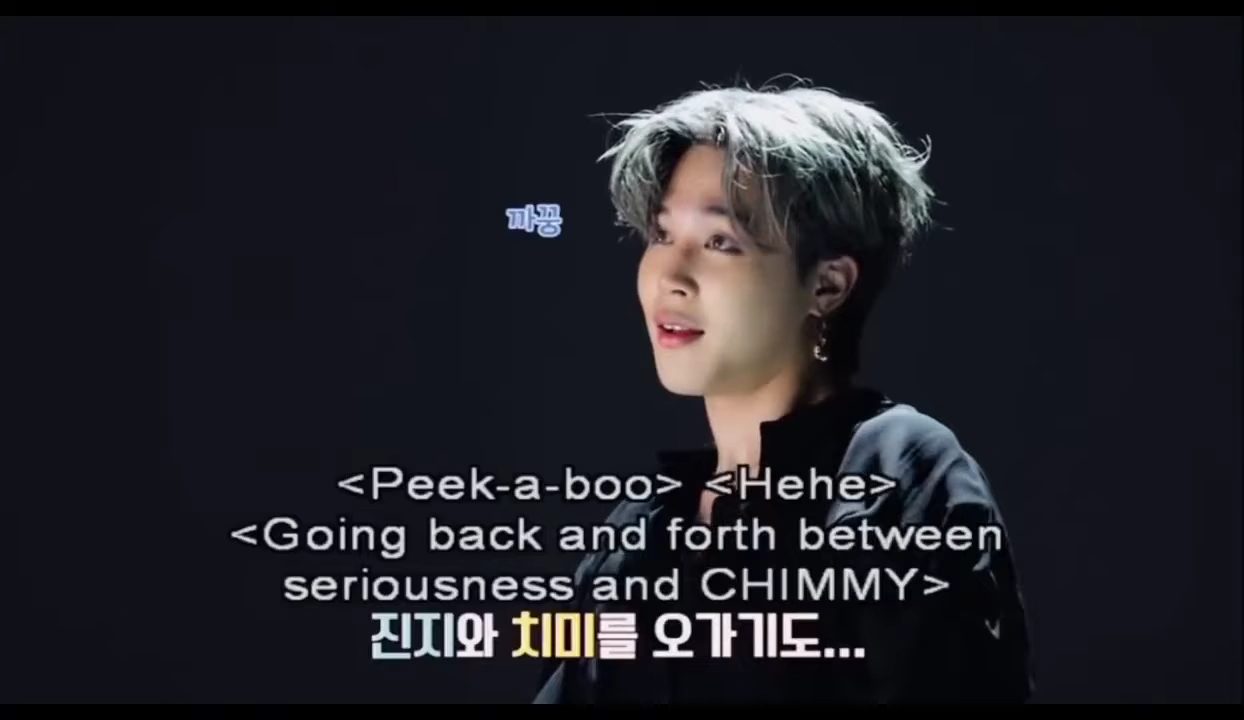 까꿍
<Peek-a-boo> <Hehe>
<Going back and forth between
seriousness and CHIMMY>
진지와 치미를 오가기도...